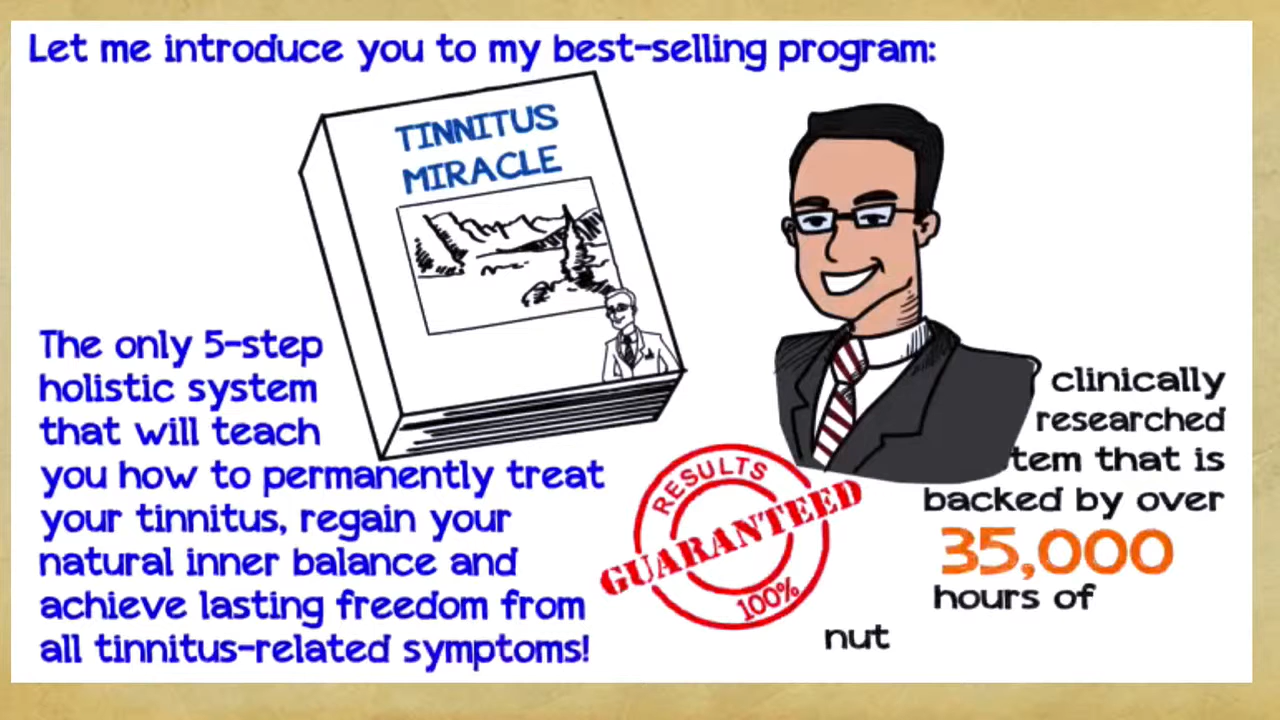 Let me introduce you to my best-selling program:
TINNITUS
MIRACLE
The only 5-step
holistic system
that will teach
you how to permanently treat
your tinnitus, regain your
natural inner balance and
achieve lasting freedom from
all tinnitus-related symptoms!
RESULTS
GUARANTEED
100%
clinically
researched
tem that is
backed by over
35,000
hours of
nut